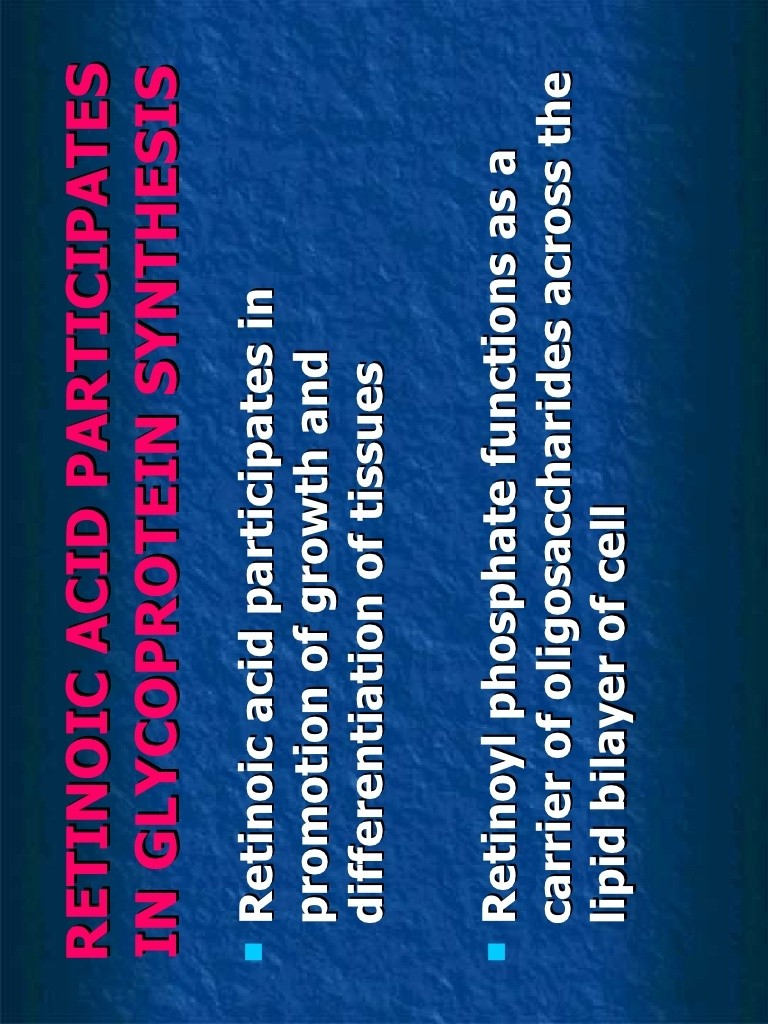 RETINOIC ACID PARTICIPATES
IN GLYCOPROTEIN SYNTHESIS
Retinoic acid participates in
promotion of growth and
differentiation of tissues
Retinoyl phosphate functions as a
carrier of oligosaccharides across the
lipid bilayer of cell